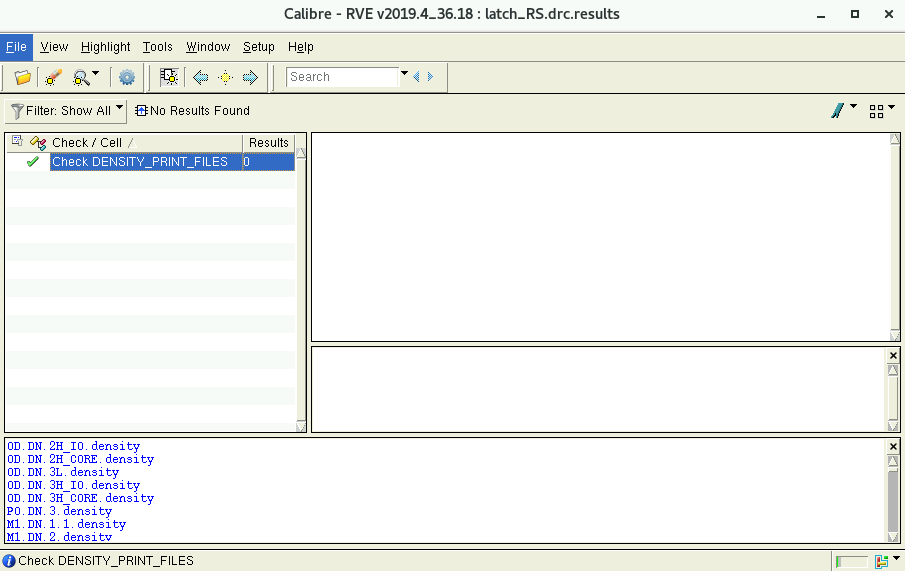 Calibre - RVE v2019.4_36.18 : latch_RS.drc.results
File View Highlight Tools Window Setup Help
Search
Filter: Show All No Results Found
Check / Cell Results
Check DENSITY_PRINT_FILES 0
OD.DN.2H_IO.density
OD.DN.2H_CORE.density
OD.DN.3L.density
OD.DN.3H_IO.density
OD.DN.3H_CORE.density
PO.DN.3.density
M1.DN.1.1.density
M1.DN.2.density
Check DENSITY_PRINT_FILES